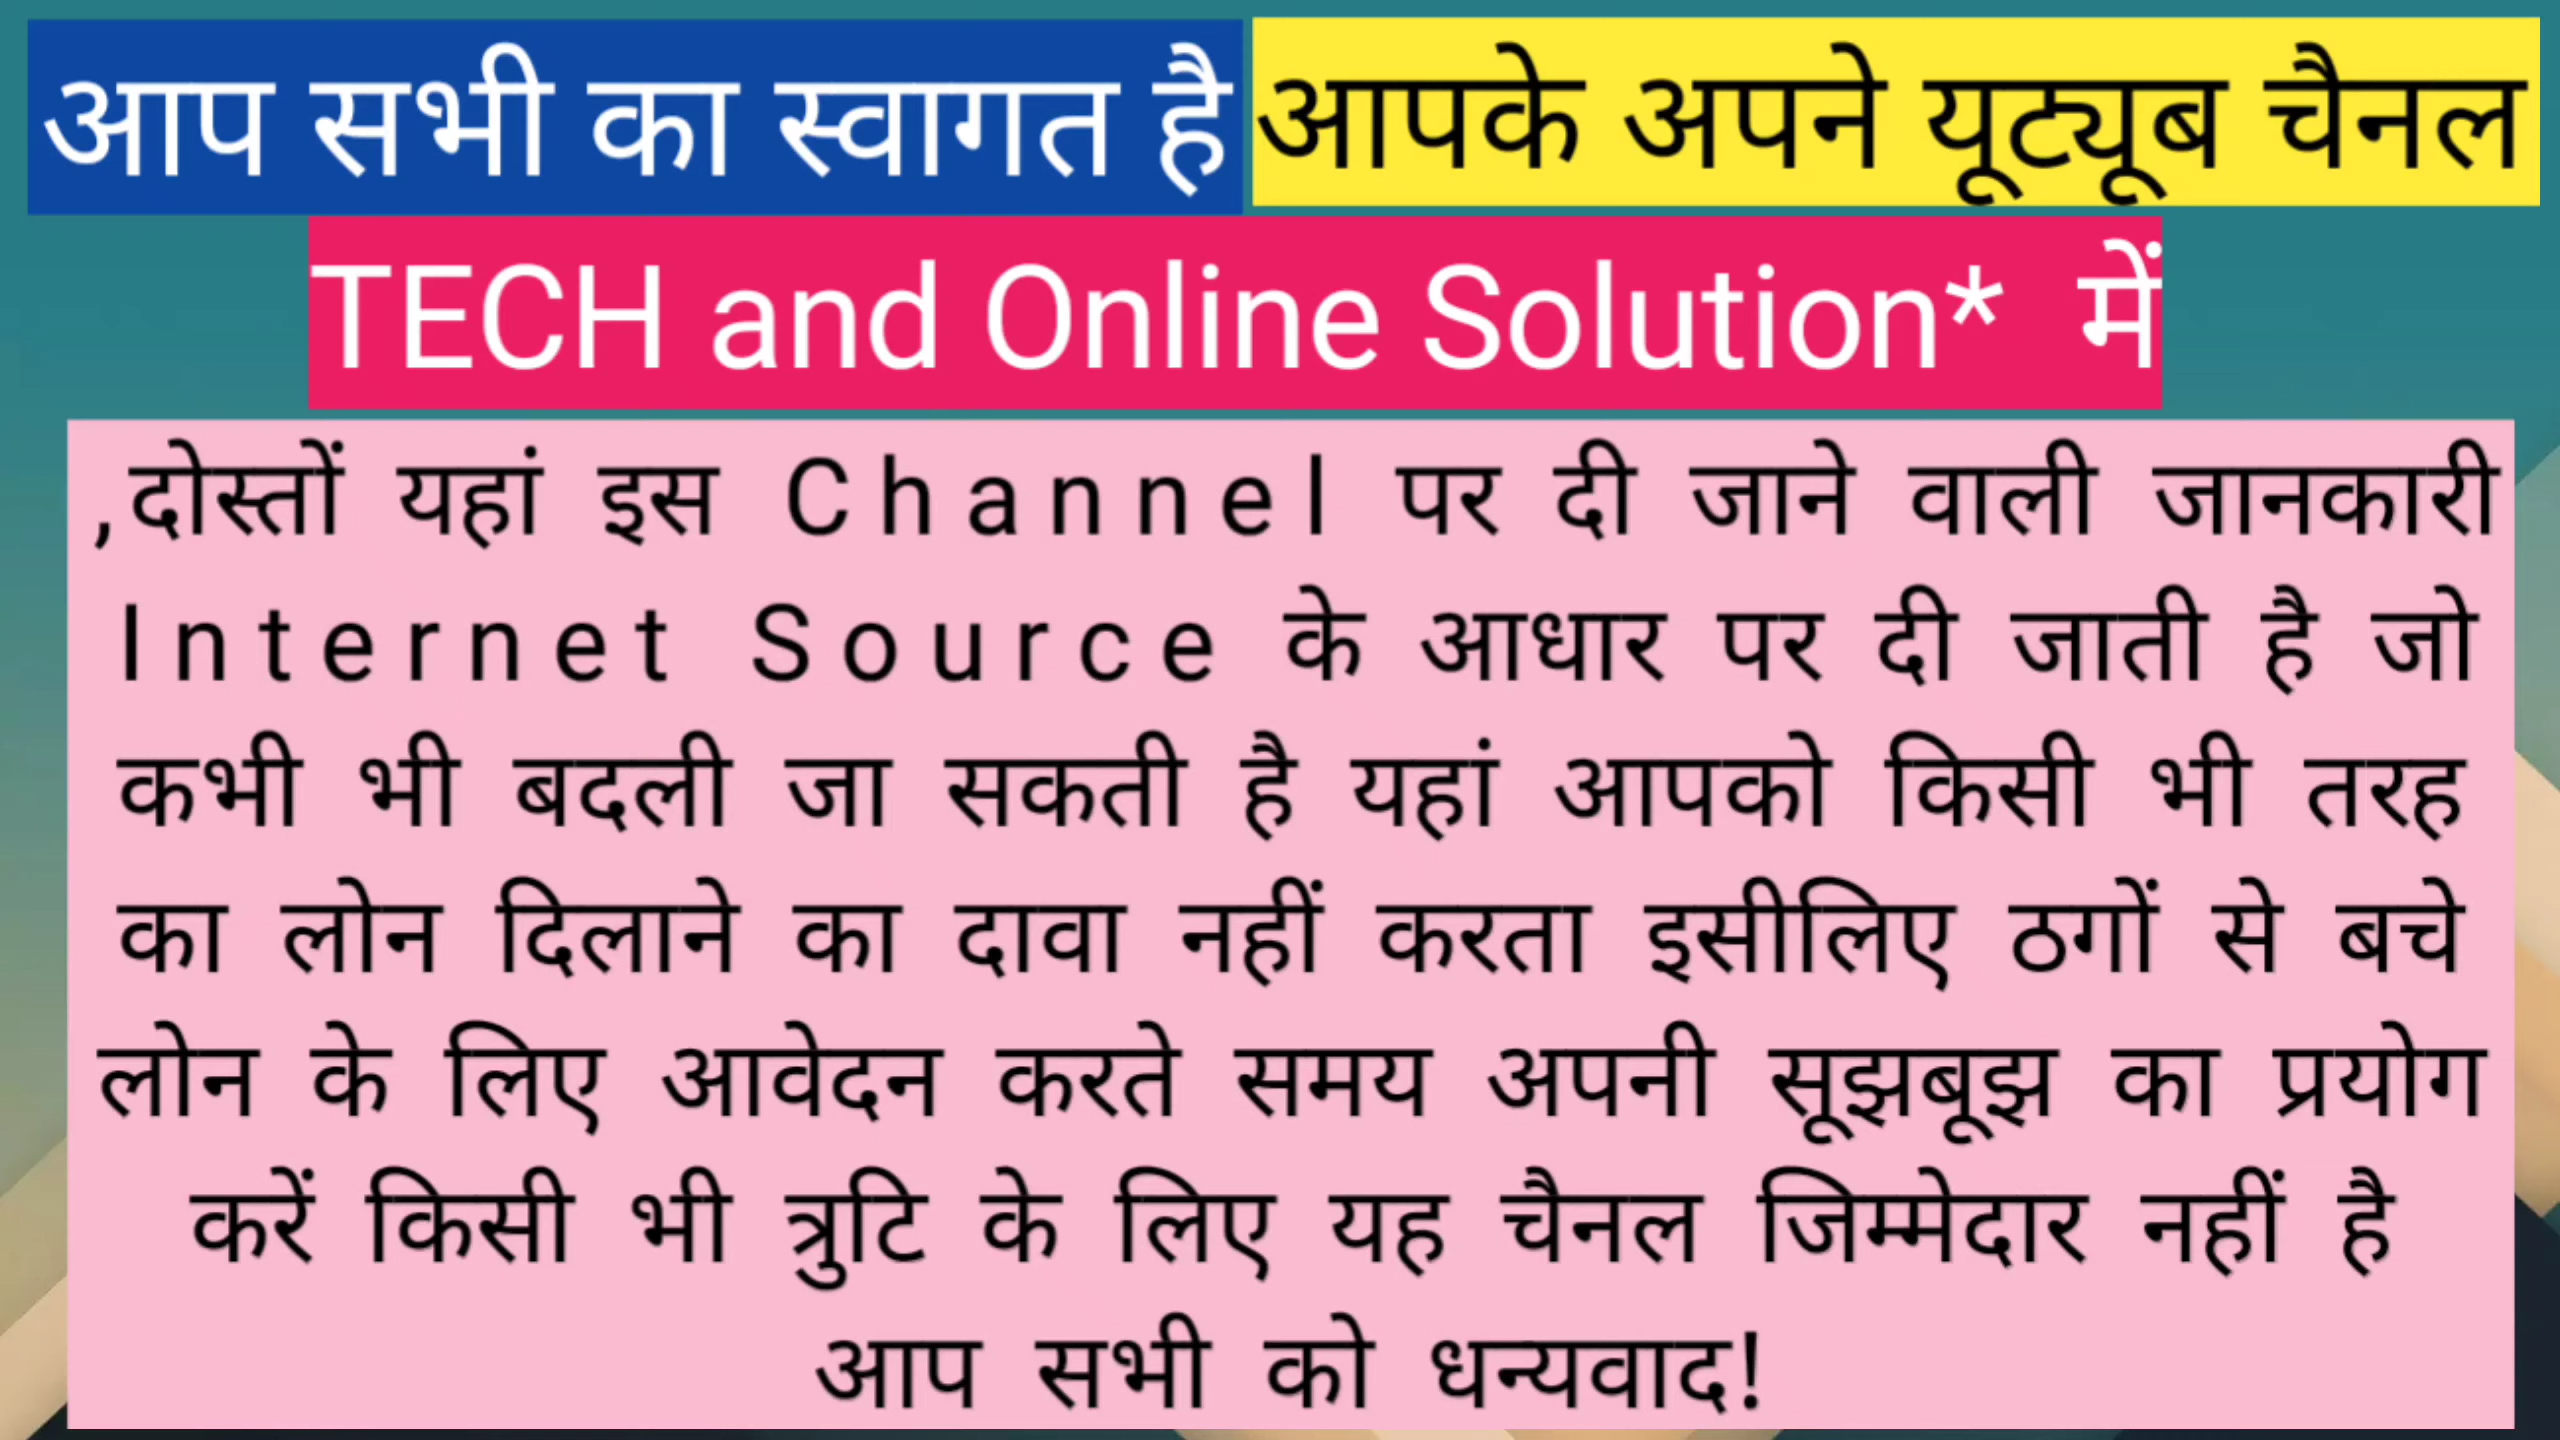 आप सभी का स्वागत है आपके अपने यूट्यूब चैनल
TECH and Online Solution* में
,दोस्तों यहां इस Channel पर दी जाने वाली जानकारी
Internet Source के आधार पर दी जाती है जो
कभी भी बदली जा सकती है यहां आपको किसी भी तरह
का लोन दिलाने का दावा नहीं करता इसीलिए ठगों से बचे
लोन के लिए आवेदन करते समय अपनी सूझबूझ का प्रयोग
करें किसी भी त्रुटि के लिए यह चैनल जिम्मेदार नहीं है
आप सभी को धन्यवाद!